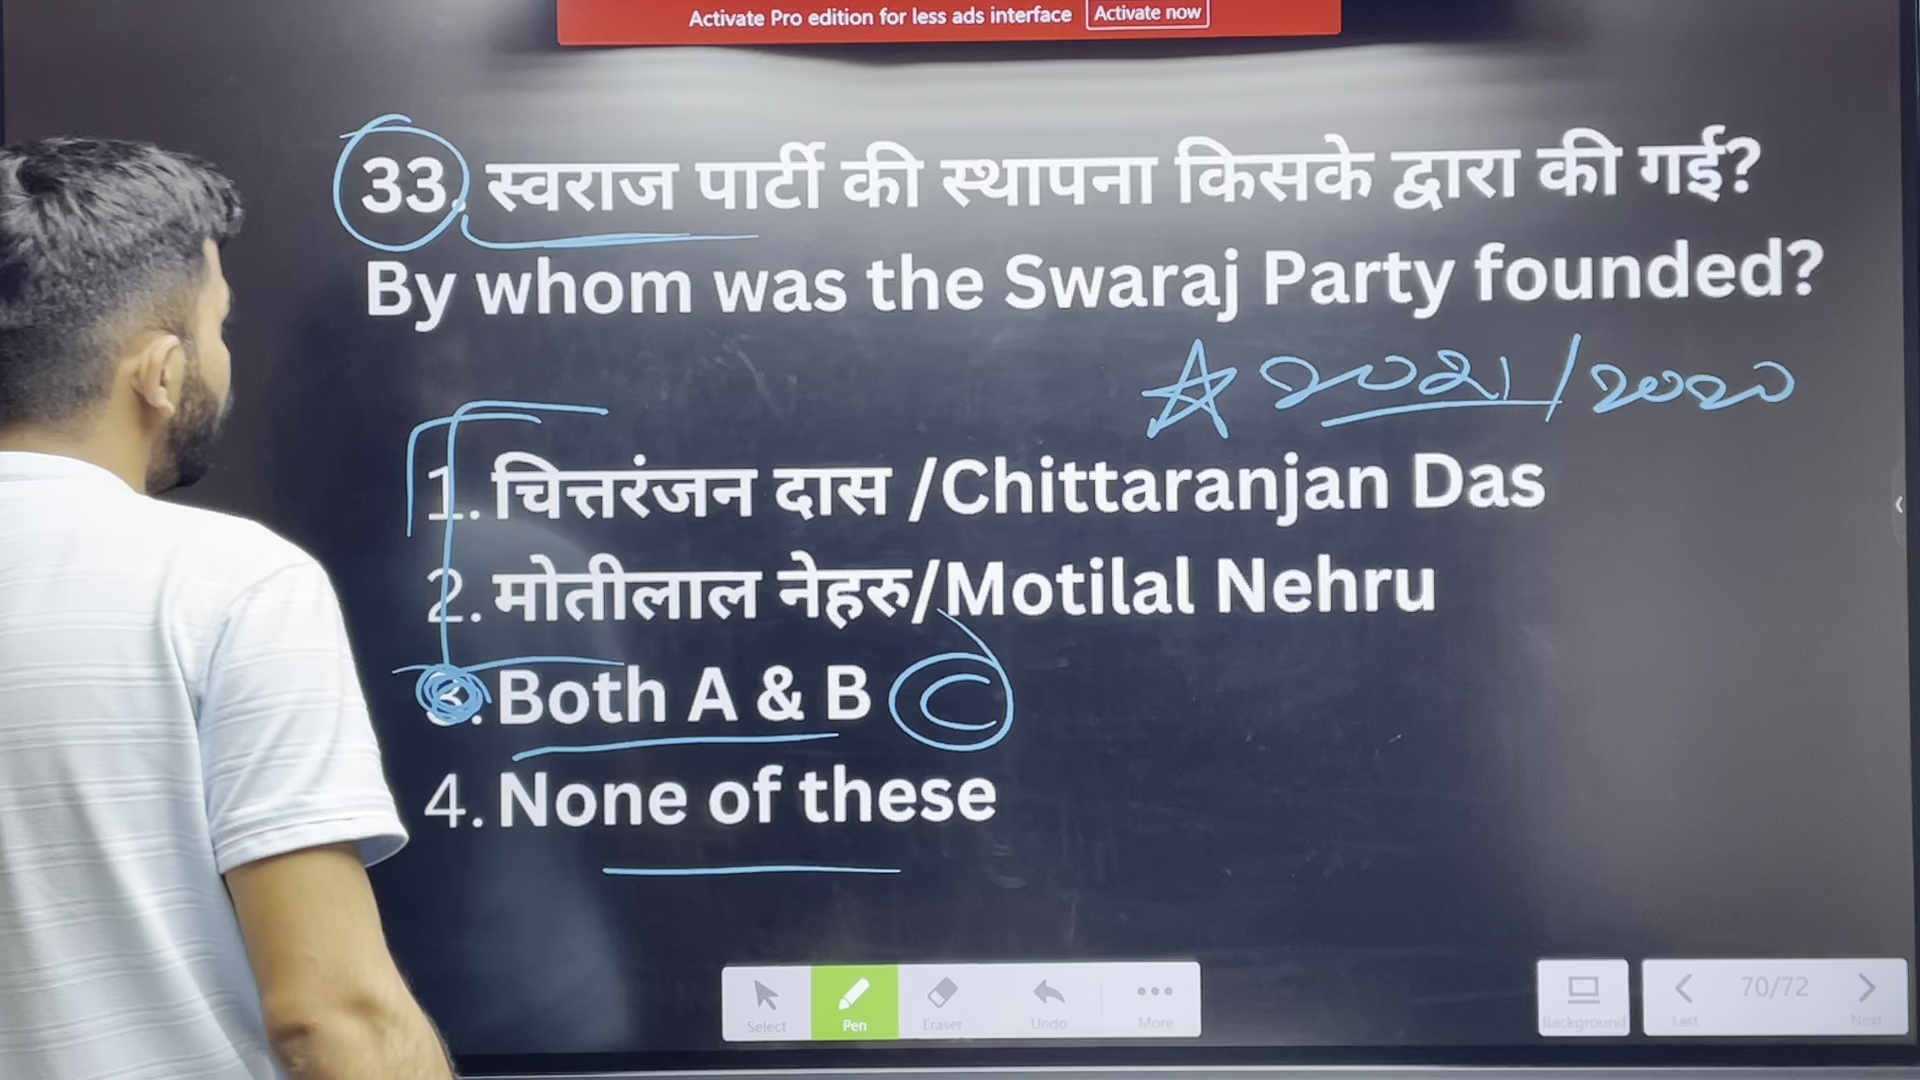 Activate Pro edition for less ads interface Activate now
33. स्वराज पार्टी की स्थापना किसके द्वारा की गई?
By whom was the Swaraj Party founded?
2021/2020
1. चित्तरंजन दास /Chittaranjan Das
2. मोतीलाल नेहरु/Motilal Nehru
3. Both A & B C
4. None of these
Select Pen Eraser Undo More Background Last 70/72 Next